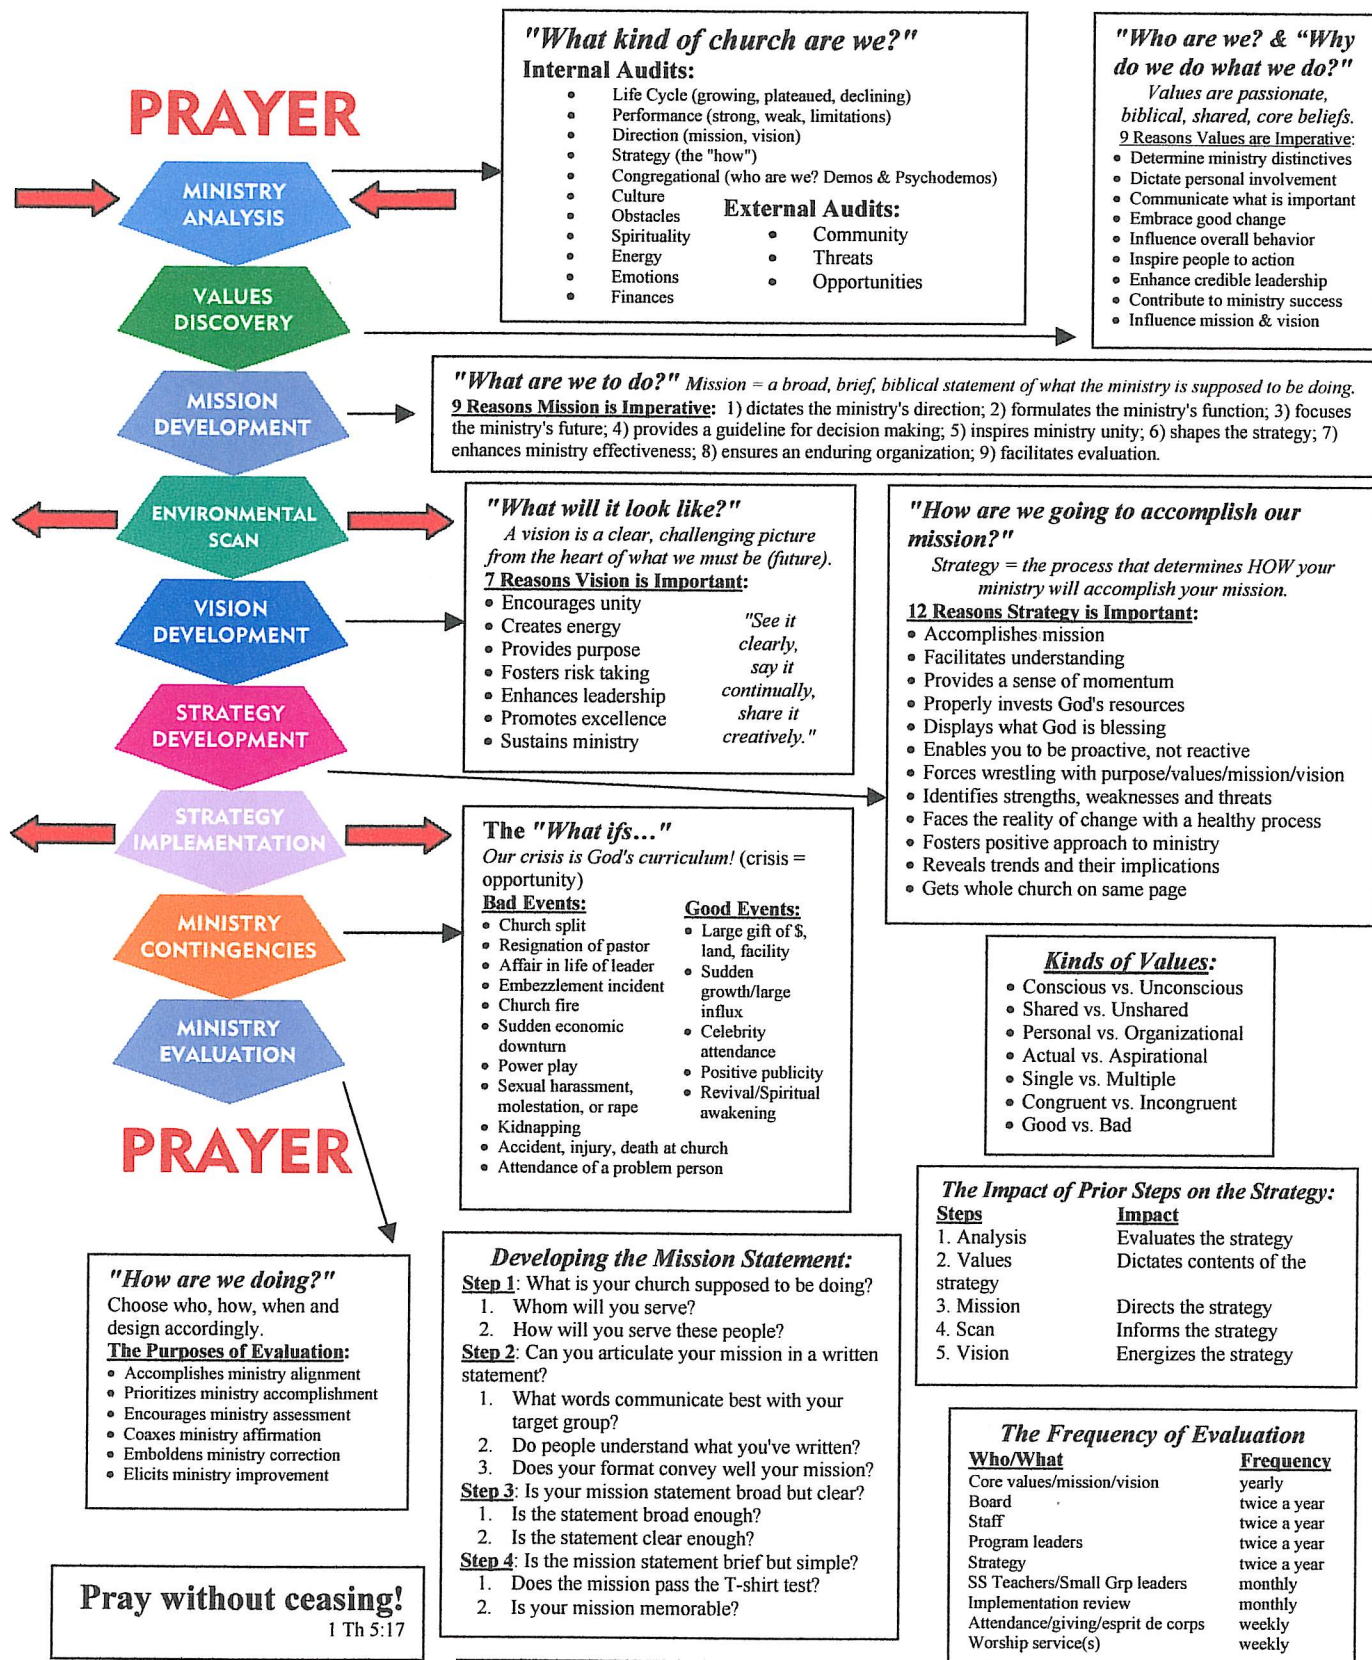 PRAYER
MINISTRY
ANALYSIS
VALUES
DISCOVERY
MISSION
DEVELOPMENT
ENVIRONMENTAL
SCAN
VISION
DEVELOPMENT
STRATEGY
DEVELOPMENT
STRATEGY
IMPLEMENTATION
MINISTRY
CONTINGENCIES
MINISTRY
EVALUATION
PRAYER
"What kind of church are we?"
Internal Audits:
• Life Cycle (growing, plateaued, declining)
• Performance (strong, weak, limitations)
• Direction (mission, vision)
• Strategy (the "how")
• Congregational (who are we? Demos & Psychodemos)
• Culture
• Obstacles
• Spirituality
• Energy
• Emotions
• Finances
External Audits:
• Community
• Threats
• Opportunities
"Who are we? & “Why
do we do what we do?"
Values are passionate,
biblical, shared, core beliefs.
9 Reasons Values are Imperative:
• Determine ministry distinctives
• Dictate personal involvement
• Communicate what is important
• Embrace good change
• Influence overall behavior
• Inspire people to action
• Enhance credible leadership
• Contribute to ministry success
• Influence mission & vision
"What are we to do?" Mission = a broad, brief, biblical statement of what the ministry is supposed to be doing.
9 Reasons Mission is Imperative: 1) dictates the ministry's direction; 2) formulates the ministry's function; 3) focuses
the ministry's future; 4) provides a guideline for decision making; 5) inspires ministry unity; 6) shapes the strategy; 7)
enhances ministry effectiveness; 8) ensures an enduring organization; 9) facilitates evaluation.
"What will it look like?"
A vision is a clear, challenging picture
from the heart of what we must be (future).
7 Reasons Vision is Important:
• Encourages unity
• Creates energy
• Provides purpose
• Fosters risk taking
• Enhances leadership
• Promotes excellence
• Sustains ministry
"See it
clearly,
say it
continually,
share it
creatively."
"How are we going to accomplish our
mission?"
Strategy = the process that determines HOW your
ministry will accomplish your mission.
12 Reasons Strategy is Important:
• Accomplishes mission
• Facilitates understanding
• Provides a sense of momentum
• Properly invests God's resources
• Displays what God is blessing
• Enables you to be proactive, not reactive
• Forces wrestling with purpose/values/mission/vision
• Identifies strengths, weaknesses and threats
• Faces the reality of change with a healthy process
• Fosters positive approach to ministry
• Reveals trends and their implications
• Gets whole church on same page
The "What ifs..."
Our crisis is God's curriculum! (crisis =
opportunity)
Bad Events:
• Church split
• Resignation of pastor
• Affair in life of leader
• Embezzlement incident
• Church fire
• Sudden economic
downturn
• Power play
• Sexual harassment,
molestation, or rape
• Kidnapping
• Accident, injury, death at church
• Attendance of a problem person
Good Events:
• Large gift of $,
land, facility
• Sudden
growth/large
influx
• Celebrity
attendance
• Positive publicity
• Revival/Spiritual
awakening
Kinds of Values:
• Conscious vs. Unconscious
• Shared vs. Unshared
• Personal vs. Organizational
• Actual vs. Aspirational
• Single vs. Multiple
• Congruent vs. Incongruent
• Good vs. Bad
The Impact of Prior Steps on the Strategy:
Steps Impact
1. Analysis Evaluates the strategy
2. Values Dictates contents of the
strategy
3. Mission Directs the strategy
4. Scan Informs the strategy
5. Vision Energizes the strategy
"How are we doing?"
Choose who, how, when and
design accordingly.
The Purposes of Evaluation:
• Accomplishes ministry alignment
• Prioritizes ministry accomplishment
• Encourages ministry assessment
• Coaxes ministry affirmation
• Emboldens ministry correction
• Elicits ministry improvement
Developing the Mission Statement:
Step 1: What is your church supposed to be doing?
1. Whom will you serve?
2. How will you serve these people?
Step 2: Can you articulate your mission in a written
statement?
1. What words communicate best with your
target group?
2. Do people understand what you've written?
3. Does your format convey well your mission?
Step 3: Is your mission statement broad but clear?
1. Is the statement broad enough?
2. Is the statement clear enough?
Step 4: Is the mission statement brief but simple?
1. Does the mission pass the T-shirt test?
2. Is your mission memorable?
The Frequency of Evaluation
Who/What Frequency
Core values/mission/vision yearly
Board twice a year
Staff twice a year
Program leaders twice a year
Strategy twice a year
SS Teachers/Small Grp leaders monthly
Implementation review monthly
Attendance/giving/esprit de corps weekly
Worship service(s) weekly
Pray without ceasing!
1 Th 5:17